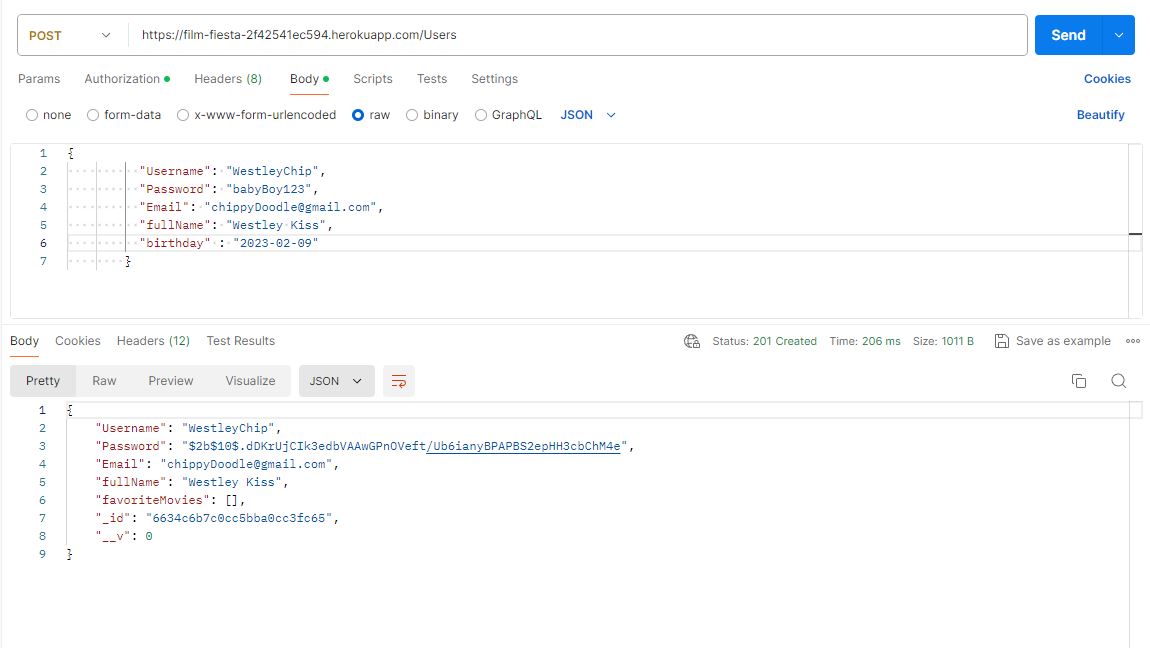 POST https://film-fiesta-2f42541ec594.herokuapp.com/Users Send
Params Authorization Headers (8) Body Scripts Tests Settings Cookies
none form-data x-www-form-urlencoded raw binary GraphQL JSON Beautify
1 {
2 "Username": "WestleyChip",
3 "Password": "babyBoy123",
4 "Email": "chippyDoodle@gmail.com",
5 "fullName": "Westley Kiss",
6 "birthday" : "2023-02-09"
7 }
Body Cookies Headers (12) Test Results Status: 201 Created Time: 206 ms Size: 1011 B Save as example
Pretty Raw Preview Visualize JSON
1 {
2 "Username": "WestleyChip",
3 "Password": "$2b$10$.dDKrUjCIk3edbVAAwGPnOVeft/Ub6ianyBPAPBS2epHH3cbChM4e",
4 "Email": "chippyDoodle@gmail.com",
5 "fullName": "Westley Kiss",
6 "favoriteMovies": [],
7 "_id": "6634c6b7c0cc5bba0cc3fc65",
8 "__v": 0
9 }